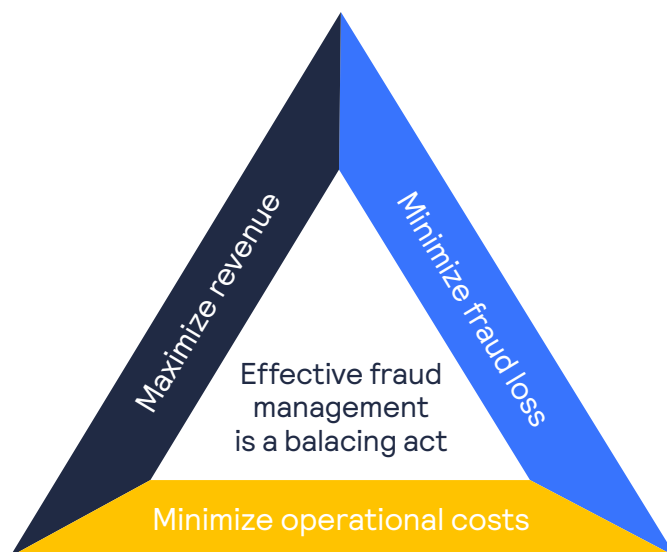 Maximize revenue
Minimize fraud loss
Effective fraud
management
is a balacing act
Minimize operational costs